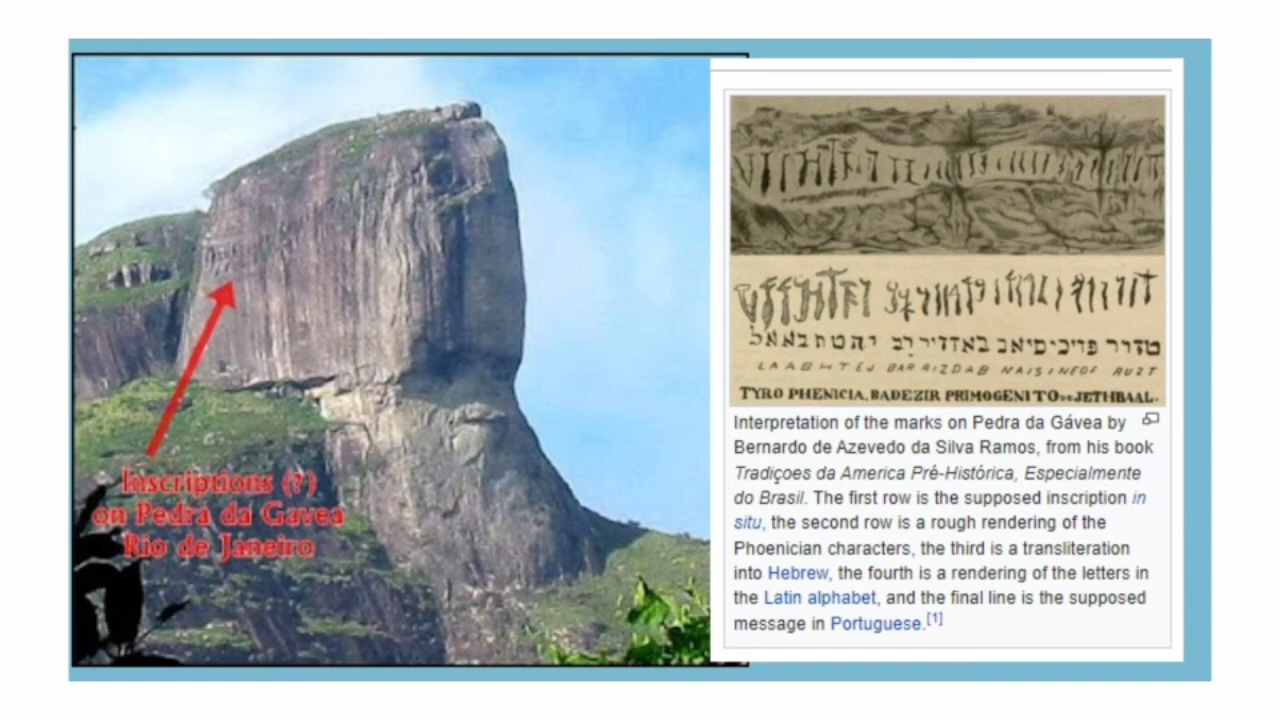 Inscriptions (?)
on Pedra da Gavea
Rio de Janeiro
LAABHTEJ BAR RIZDAB NAISINEOF RUZT
TYRO PHENICIA, BADEZIR PRIMOGENITO DE JETHBAAL.
Interpretation of the marks on Pedra da Gávea by
Bernardo de Azevedo da Silva Ramos, from his book
Tradiçoes da America Pré-Histórica, Especialmente
do Brasil. The first row is the supposed inscription in
situ, the second row is a rough rendering of the
Phoenician characters, the third is a transliteration
into Hebrew, the fourth is a rendering of the letters in
the Latin alphabet, and the final line is the supposed
message in Portuguese.[1]